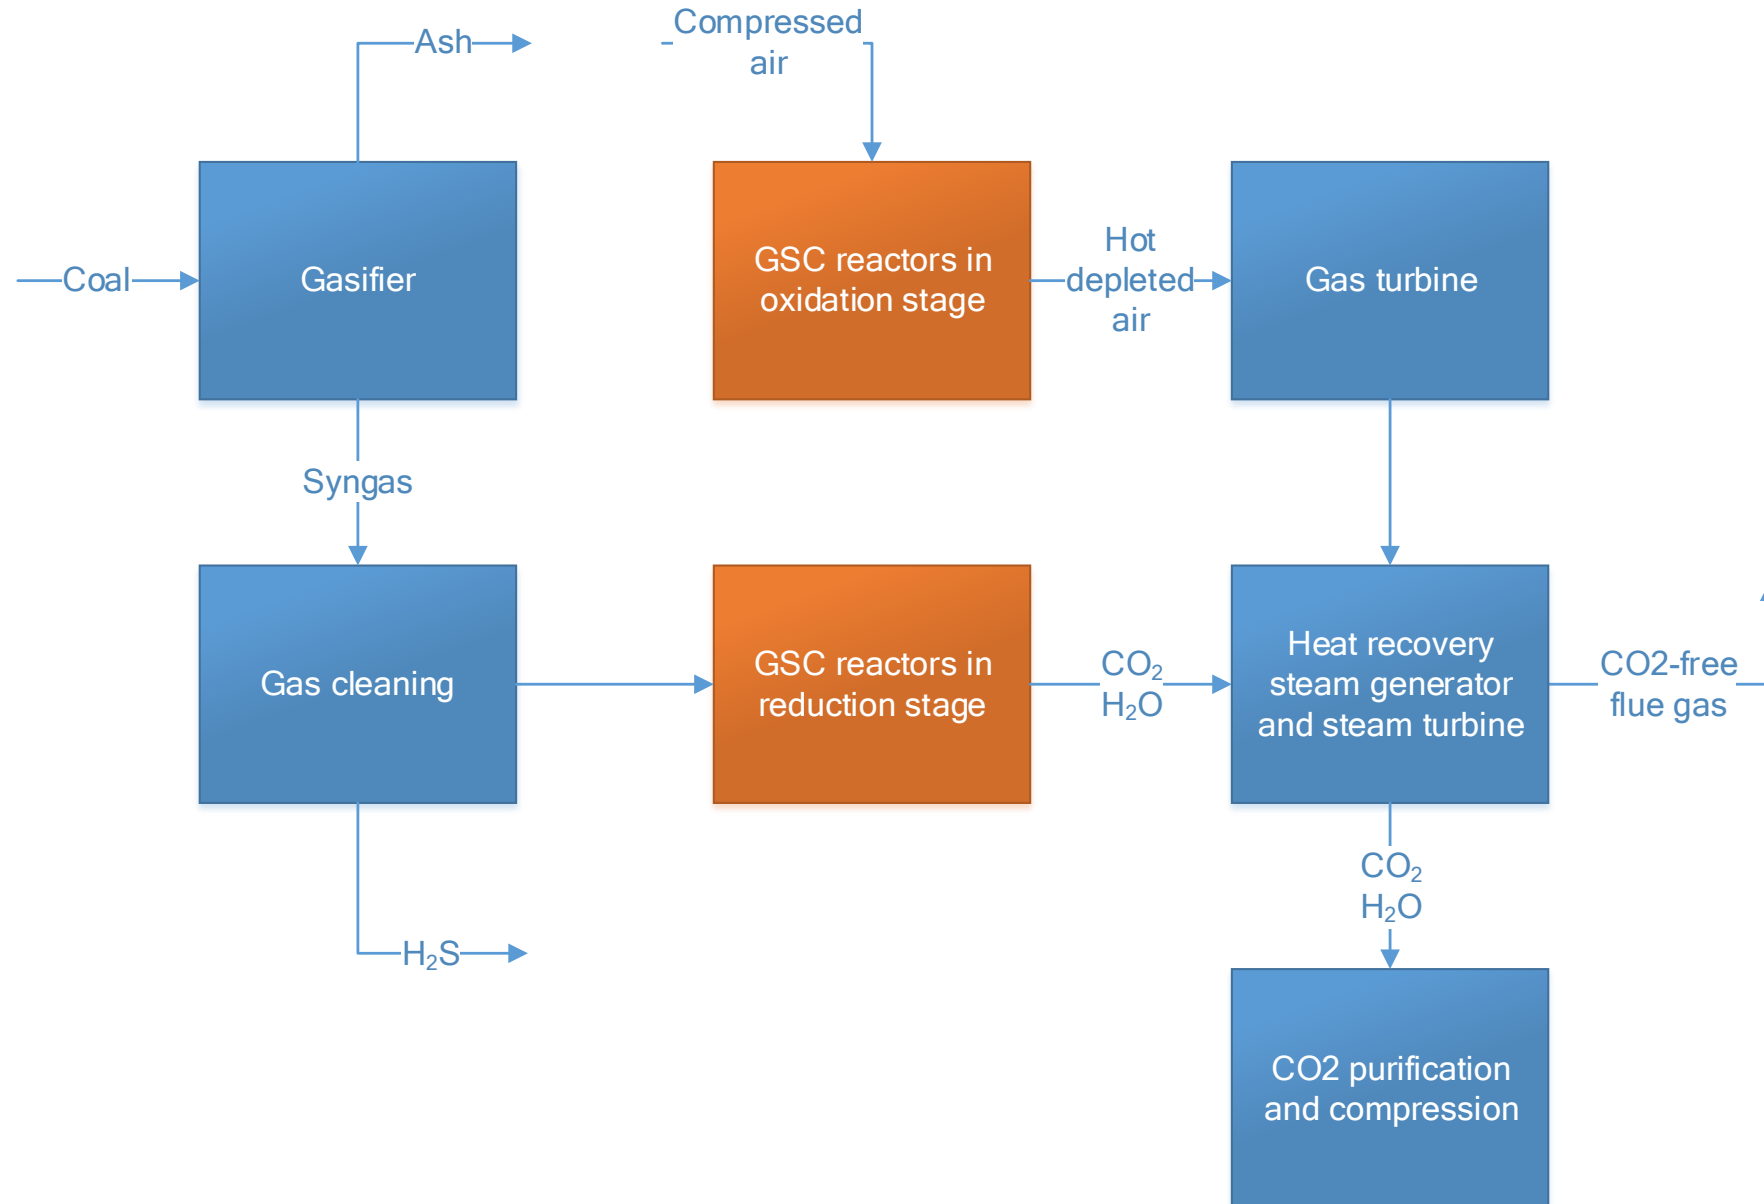 Ash
Compressed
air
Coal
Gasifier
GSC reactors in
oxidation stage
Hot
depleted
air
Gas turbine
Syngas
Gas cleaning
GSC reactors in
reduction stage
CO₂
H₂O
Heat recovery
steam generator
and steam turbine
CO2-free
flue gas
CO₂
H₂O
H₂S
CO2 purification
and compression